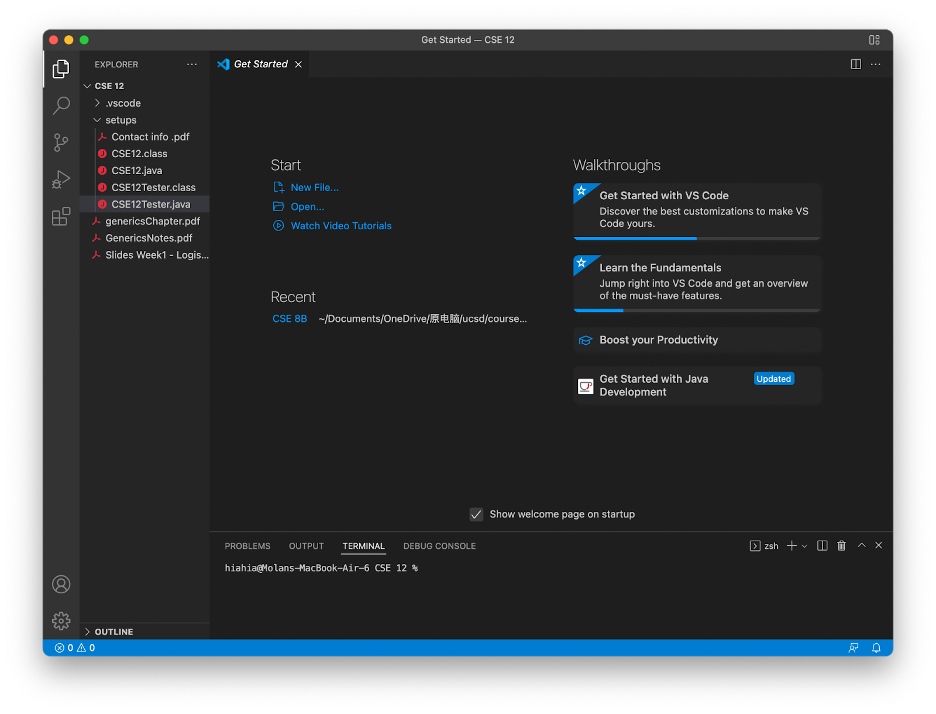 Get Started — CSE 12
EXPLORER
Get Started
CSE 12
.vscode
setups
Contact info .pdf
CSE12.class
CSE12.java
CSE12Tester.class
CSE12Tester.java
genericsChapter.pdf
GenericsNotes.pdf
Slides Week1 - Logis...
OUTLINE
Start
New File...
Open...
Watch Video Tutorials
Recent
CSE 8B ~/Documents/OneDrive/原电脑/ucsd/course...
Walkthroughs
Get Started with VS Code
Discover the best customizations to make VS
Code yours.
Learn the Fundamentals
Jump right into VS Code and get an overview
of the must-have features.
Boost your Productivity
Get Started with Java
Development
Updated
Show welcome page on startup
PROBLEMS OUTPUT TERMINAL DEBUG CONSOLE
zsh
hiahia@Molans-MacBook-Air-6 CSE 12 %
0 0